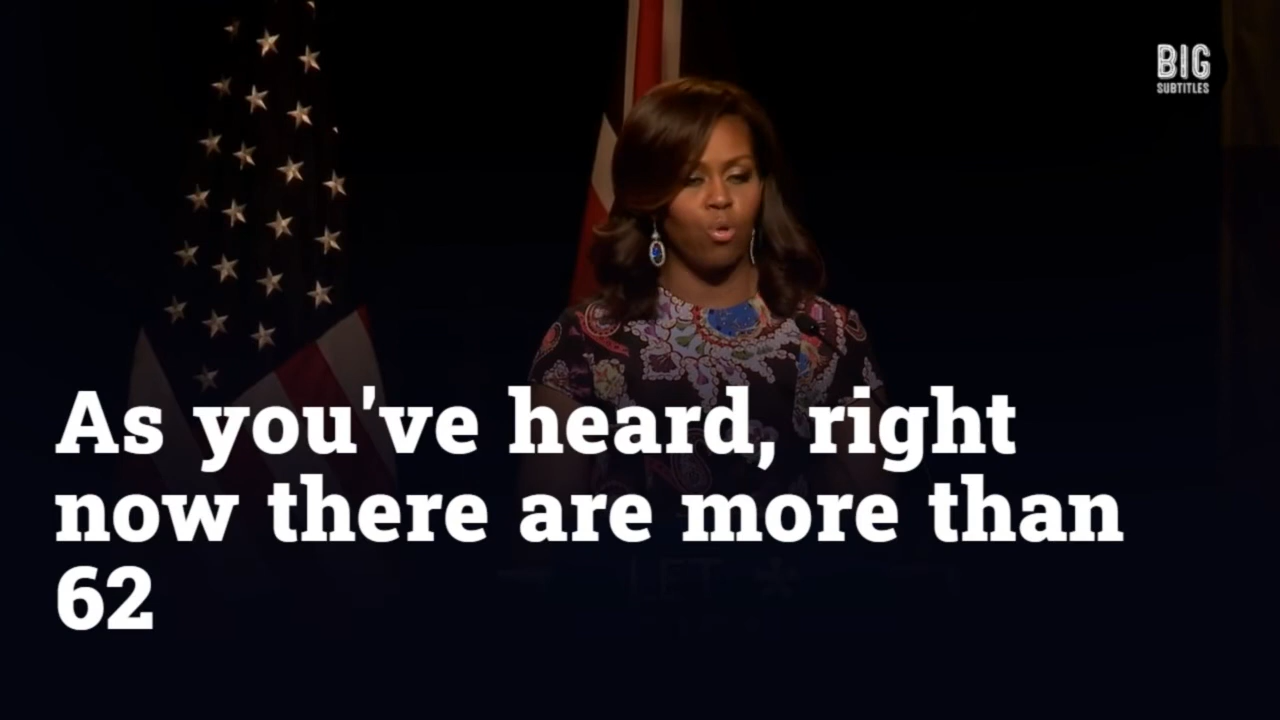 BIG
SUBTITLES
As you've heard, right
now there are more than
62